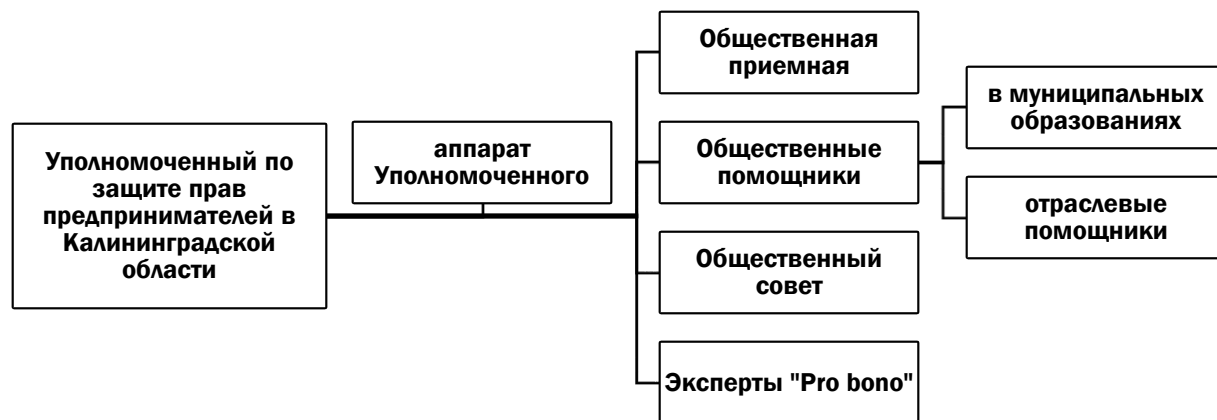 Уполномоченный по
защите прав
предпринимателей в
Калининградской
области
аппарат
Уполномоченного
Общественная
приемная
Общественные
помощники
Общественный
совет
Эксперты "Pro bono"
в муниципальных
образованиях
отраслевые
помощники